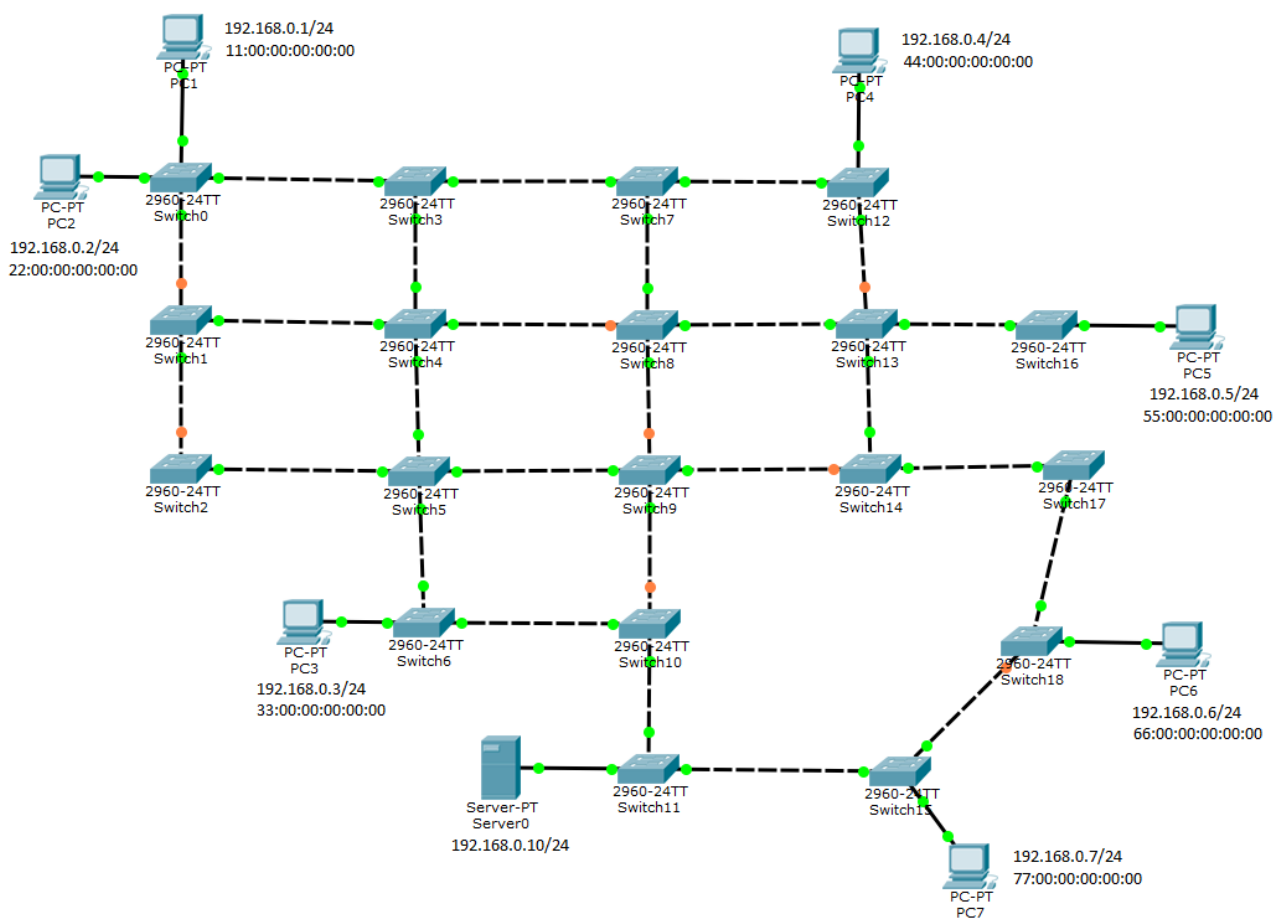 192.168.0.1/24
11:00:00:00:00:00
PC-PT
PC1
192.168.0.4/24
44:00:00:00:00:00
PC-PT
PC4
PC-PT
PC2
192.168.0.2/24
22:00:00:00:00:00
2960-24TT
Switch0
2960-24TT
Switch3
2960-24TT
Switch7
2960-24TT
Switch12
2960-24TT
Switch1
2960-24TT
Switch4
2960-24TT
Switch8
2960-24TT
Switch13
2960-24TT
Switch16
PC-PT
PC5
192.168.0.5/24
55:00:00:00:00:00
2960-24TT
Switch2
2960-24TT
Switch5
2960-24TT
Switch9
2960-24TT
Switch14
2960-24TT
Switch17
PC-PT
PC3
192.168.0.3/24
33:00:00:00:00:00
2960-24TT
Switch6
2960-24TT
Switch10
2960-24TT
Switch18
PC-PT
PC6
192.168.0.6/24
66:00:00:00:00:00
Server-PT
Server0
192.168.0.10/24
2960-24TT
Switch11
2960-24TT
Switch15
192.168.0.7/24
77:00:00:00:00:00
PC-PT
PC7